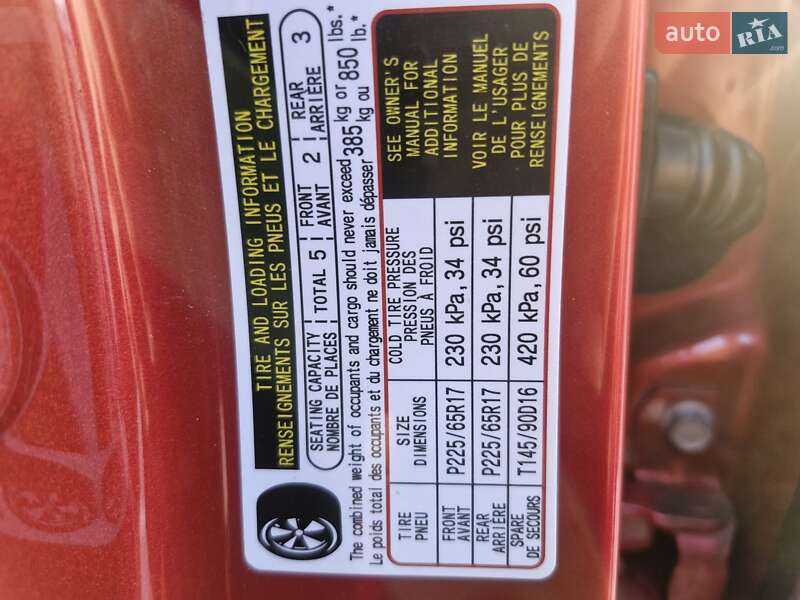 TIRE AND LOADING INFORMATION
RENSEIGNEMENTS SUR LES PNEUS ET LE CHARGEMENT
SEATING CAPACITY TOTAL 5 FRONT 2 REAR 3
NOMBRE DE PLACES AVANT ARRIÈRE
The combined weight of occupants and cargo should never exceed 385 kg or 850 lbs.*
Le poids total des occupants et du chargement ne doit jamais dépasser 385 kg ou 850 lb.*
TIRE SIZE COLD TIRE PRESSURE
PNEU DIMENSIONS PRESSION DES
PNEUS À FROID
FRONT P225/65R17 230 kPa, 34 psi
AVANT
REAR P225/65R17 230 kPa, 34 psi
ARRIÈRE
SPARE T145/90D16 420 kPa, 60 psi
DE SECOURS
SEE OWNER'S
MANUAL FOR
ADDITIONAL
INFORMATION
VOIR LE MANUEL
DE L'USAGER
POUR PLUS DE
RENSEIGNEMENTS
auto RIA
.com